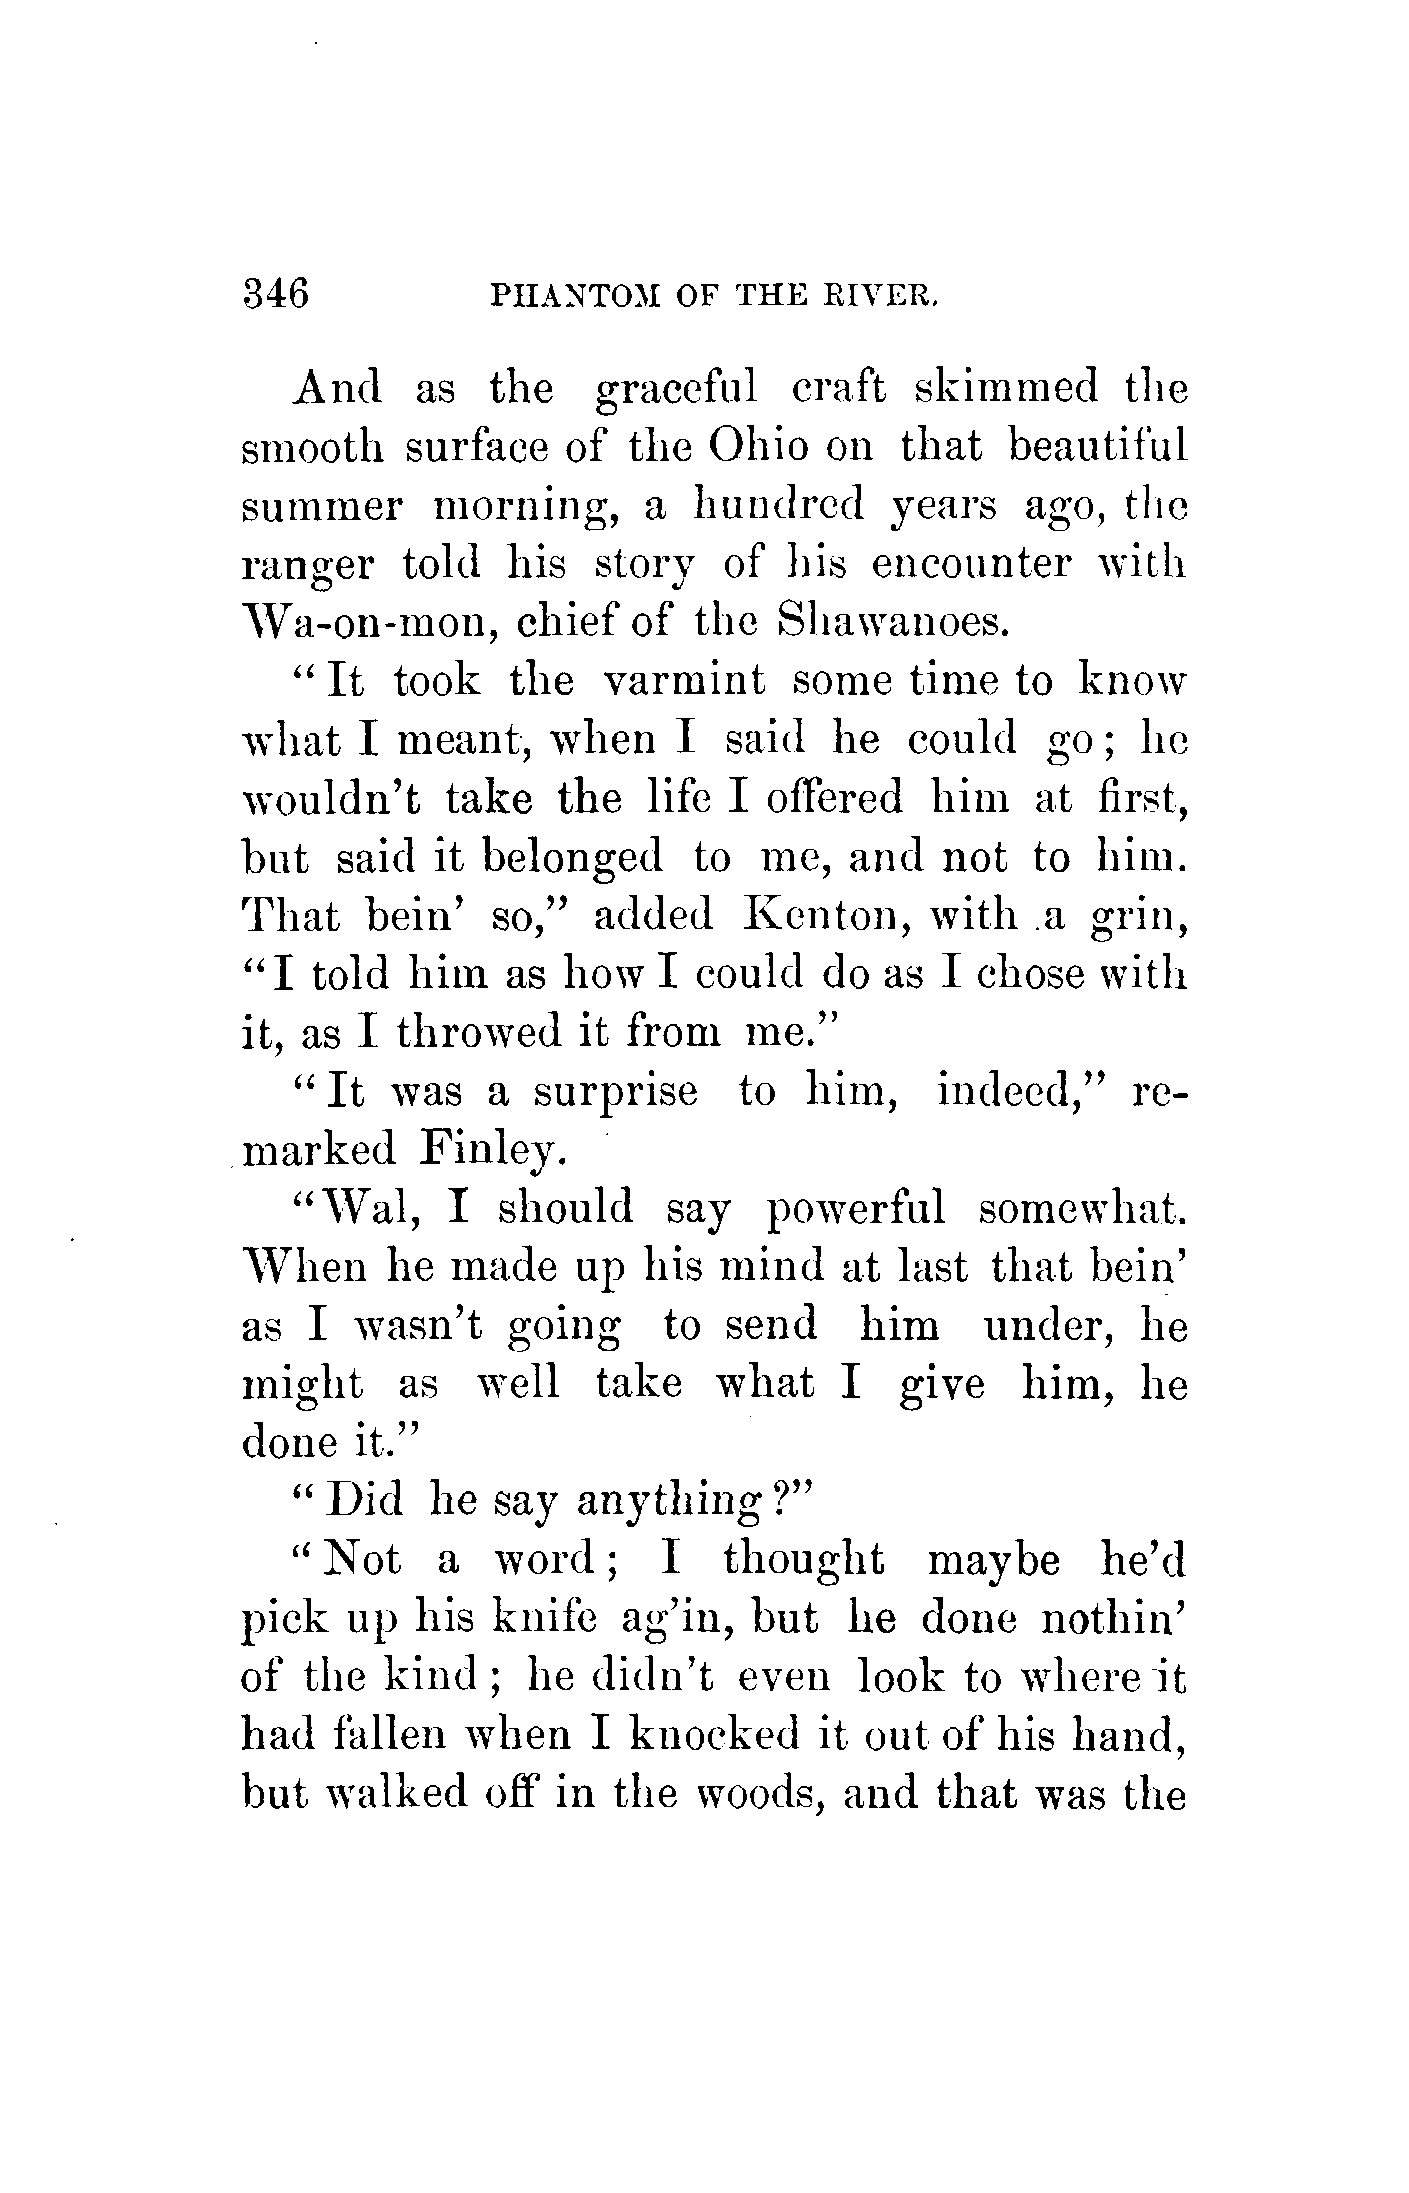 346 PHANTOM OF THE RIVER.
And as the graceful craft skimmed the
smooth surface of the Ohio on that beautiful
summer morning, a hundred years ago, the
ranger told his story of his encounter with
Wa-on-mon, chief of the Shawanoes.
"It took the varmint some time to know
what I meant, when I said he could go; he
wouldn't take the life I offered him at first,
but said it belonged to me, and not to him.
That bein' so," added Kenton, with a grin,
"I told him as how I could do as I chose with
it, as I throwed it from me."
"It was a surprise to him, indeed," re-
marked Finley.
"Wal, I should say powerful somewhat.
When he made up his mind at last that bein'
as I wasn't going to send him under, he
might as well take what I give him, he
done it."
"Did he say anything?"
"Not a word; I thought maybe he'd
pick up his knife ag'in, but he done nothin'
of the kind; he didn't even look to where it
had fallen when I knocked it out of his hand,
but walked off in the woods, and that was the